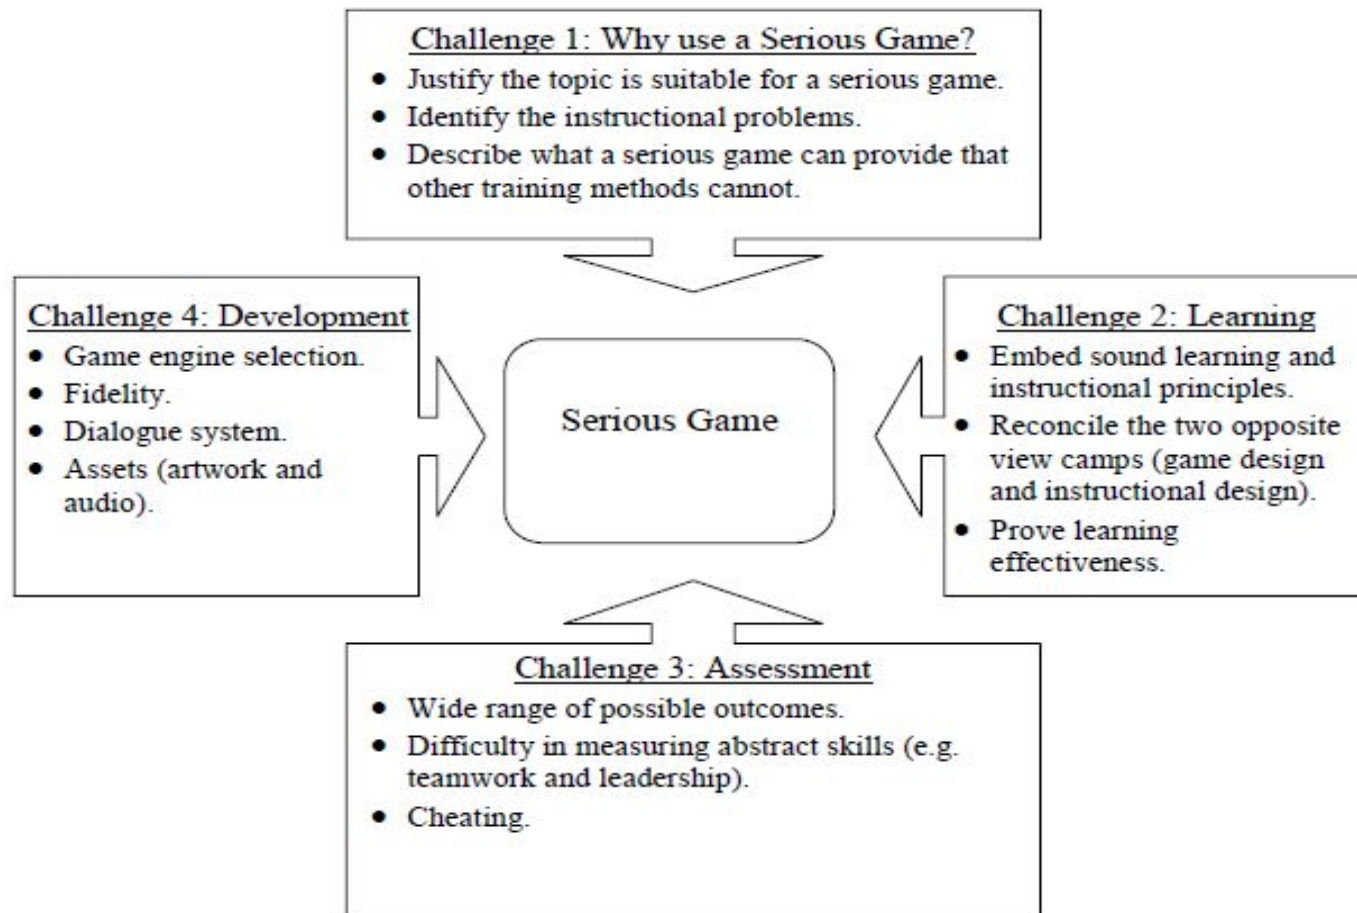 Challenge 1: Why use a Serious Game?
● Justify the topic is suitable for a serious game.
● Identify the instructional problems.
● Describe what a serious game can provide that
other training methods cannot.
Challenge 4: Development
● Game engine selection.
● Fidelity.
● Dialogue system.
● Assets (artwork and
audio).
Serious Game
Challenge 2: Learning
● Embed sound learning and
instructional principles.
● Reconcile the two opposite
view camps (game design
and instructional design).
● Prove learning
effectiveness.
Challenge 3: Assessment
● Wide range of possible outcomes.
● Difficulty in measuring abstract skills (e.g.
teamwork and leadership).
● Cheating.